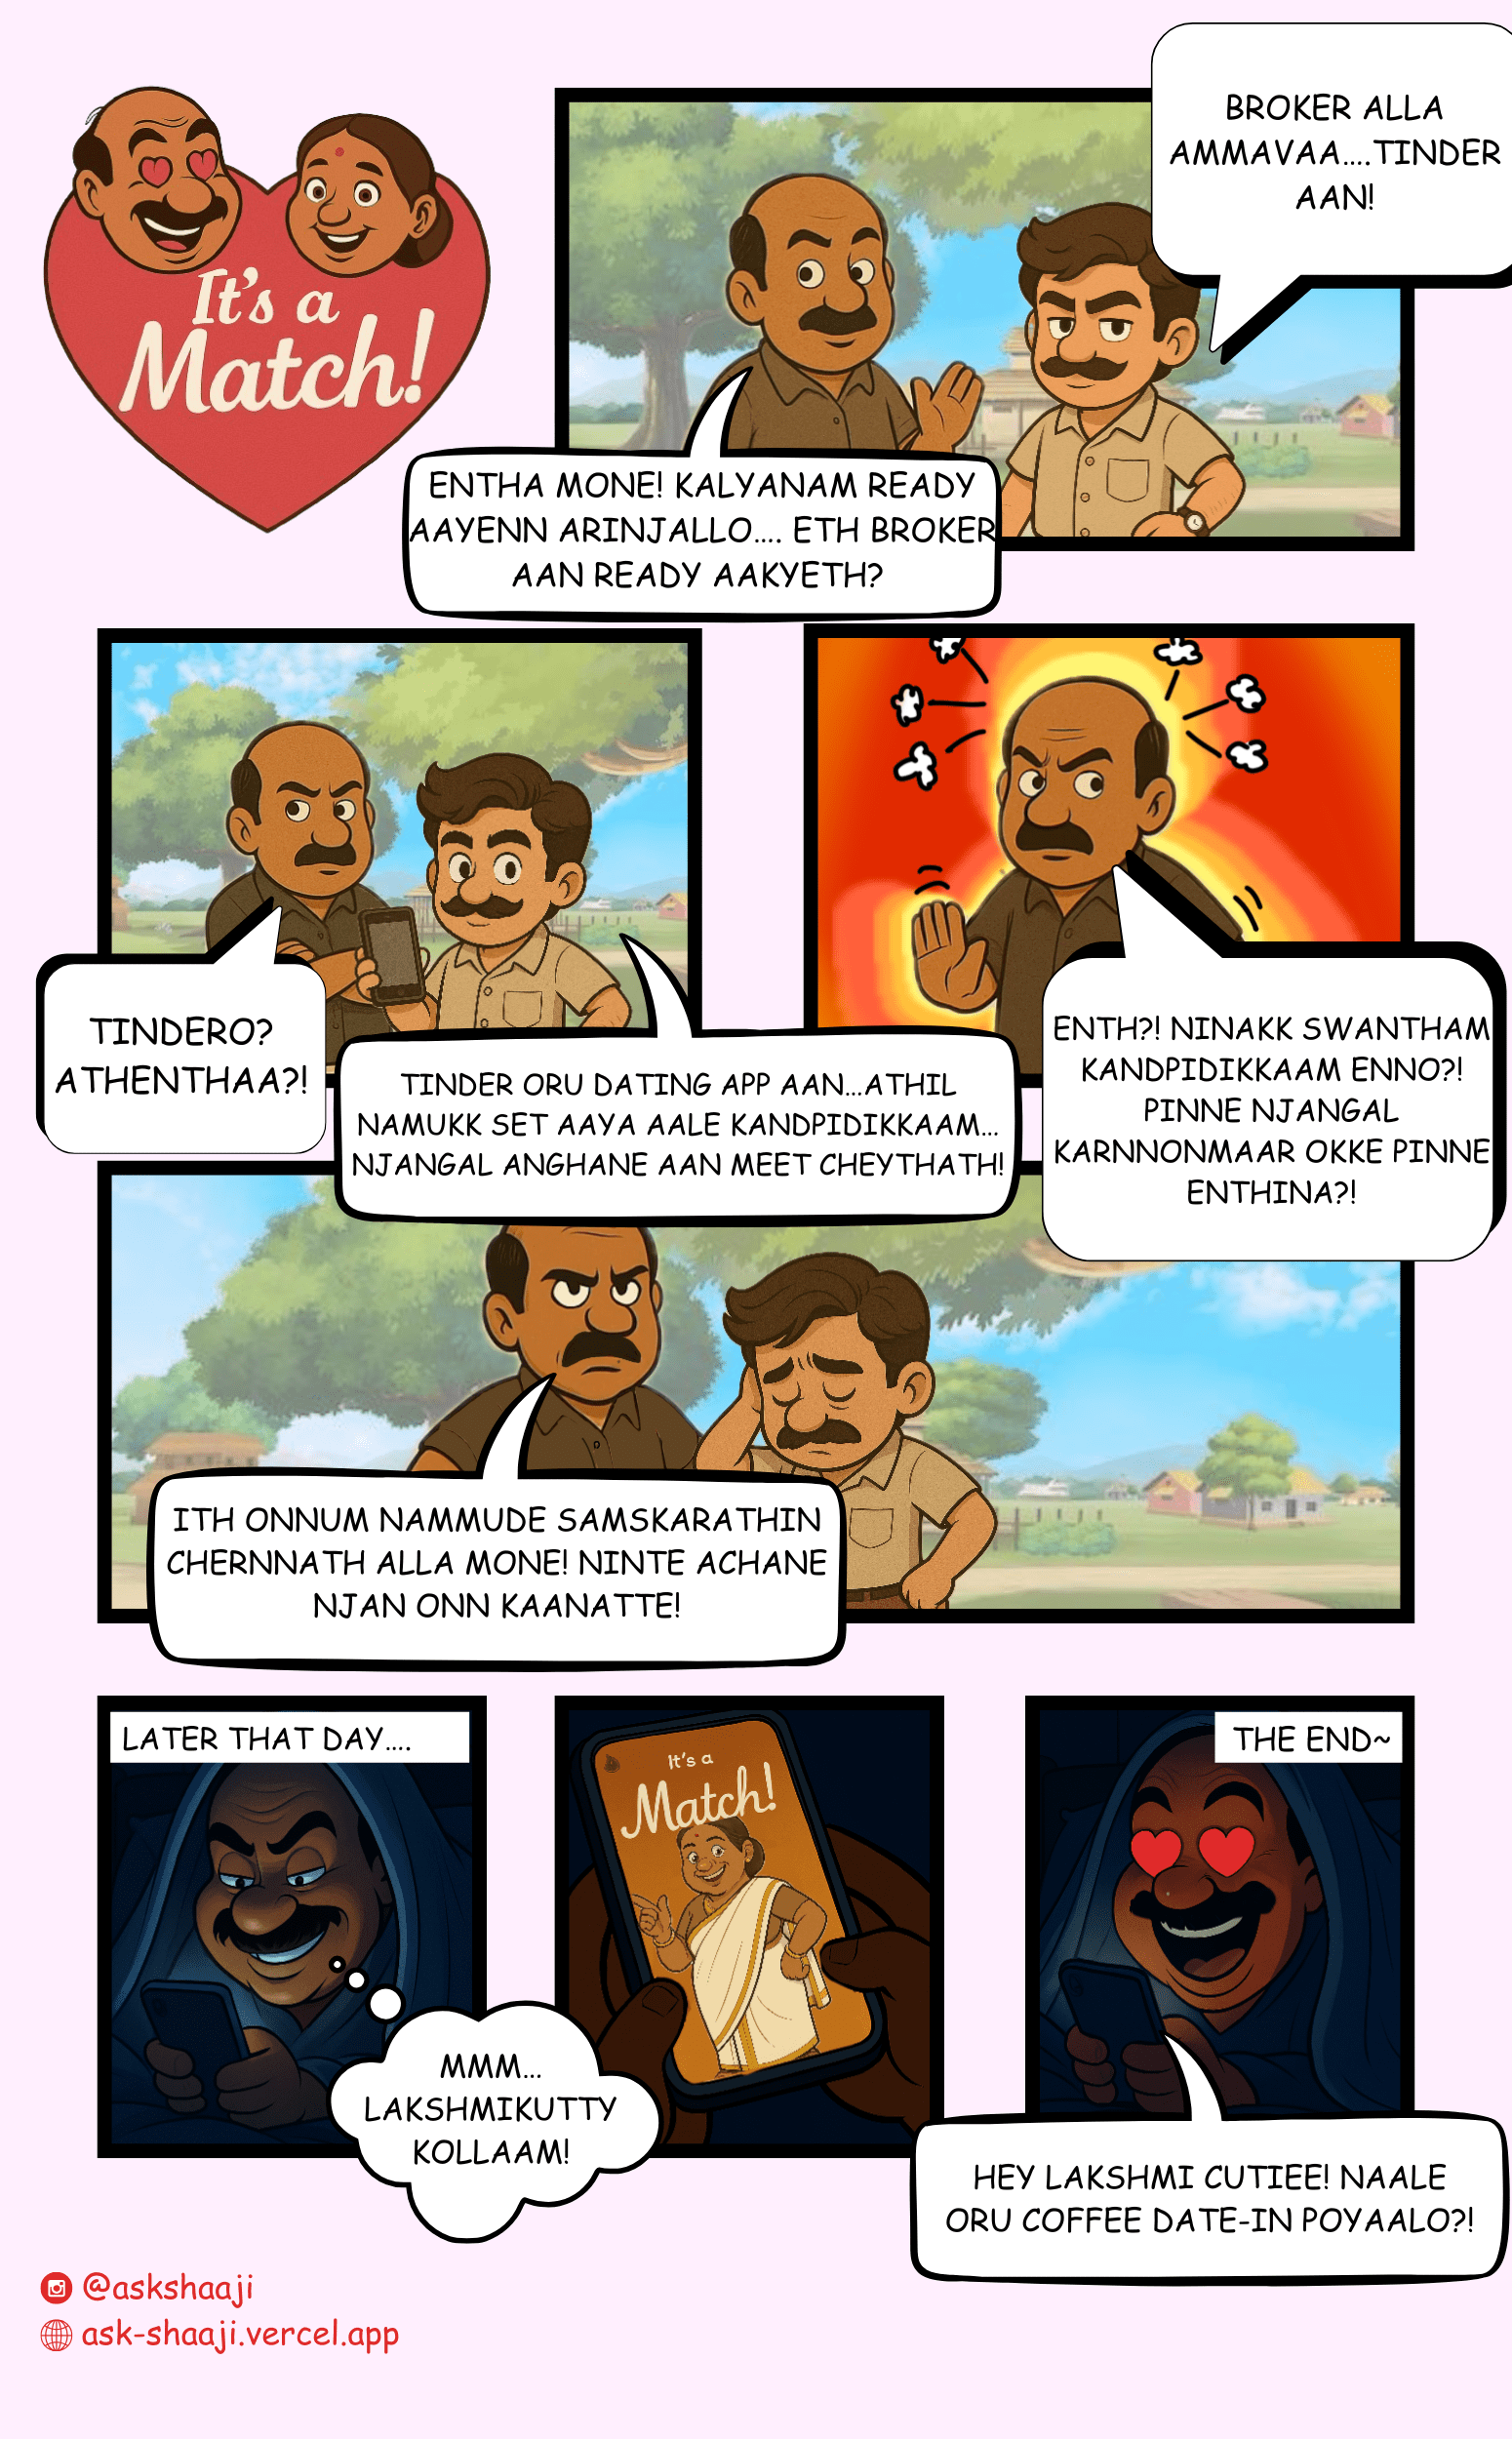 It's a
Match!
BROKER ALLA
AMMAVAA....TINDER
AAN!
ENTHA MONE! KALYANAM READY
AAYENN ARINJALLO.... ETH BROKER
AAN READY AAKYETH?
TINDERO?
ATHENTHAA?!
TINDER ORU DATING APP AAN...ATHIL
NAMUKK SET AAYA AALE KANDPIDIKKAAM...
NJANGAL ANGHANE AAN MEET CHEYTHATH!
ENTH?! NINAKK SWANTHAM
KANDPIDIKKAAM ENNO?!
PINNE NJANGAL
KARNNONMAAR OKKE PINNE
ENTHINA?!
ITH ONNUM NAMMUDE SAMSKARATHIN
CHERNNATH ALLA MONE! NINTE ACHANE
NJAN ONN KAANATTE!
LATER THAT DAY....
MMM...
LAKSHMIKUTTY
KOLLAAM!
It's a
Match!
THE END~
HEY LAKSHMI CUTIEE! NAALE
ORU COFFEE DATE-IN POYAALO?!
@askshaaji
ask-shaaji.vercel.app